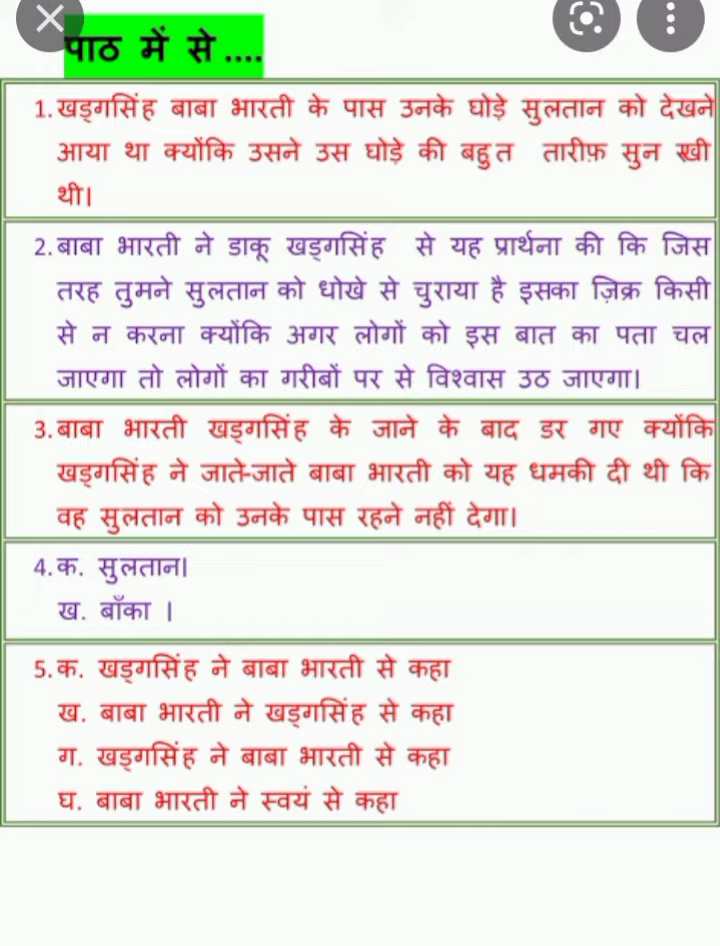 पाठ में से ....
1.खड्गसिंह बाबा भारती के पास उनके घोड़े सुलतान को देखने
आया था क्योंकि उसने उस घोड़े की बहुत तारीफ़ सुन रखी
थी।
2.बाबा भारती ने डाकू खड्गसिंह से यह प्रार्थना की कि जिस
तरह तुमने सुलतान को धोखे से चुराया है इसका ज़िक्र किसी
से न करना क्योंकि अगर लोगों को इस बात का पता चल
जाएगा तो लोगों का गरीबों पर से विश्वास उठ जाएगा।
3.बाबा भारती खड्गसिंह के जाने के बाद डर गए क्योंकि
खड्गसिंह ने जाते-जाते बाबा भारती को यह धमकी दी थी कि
वह सुलतान को उनके पास रहने नहीं देगा।
4.क. सुलतान।
ख. बाँका ।
5.क. खड्गसिंह ने बाबा भारती से कहा
ख. बाबा भारती ने खड्गसिंह से कहा
ग. खड्गसिंह ने बाबा भारती से कहा
घ. बाबा भारती ने स्वयं से कहा